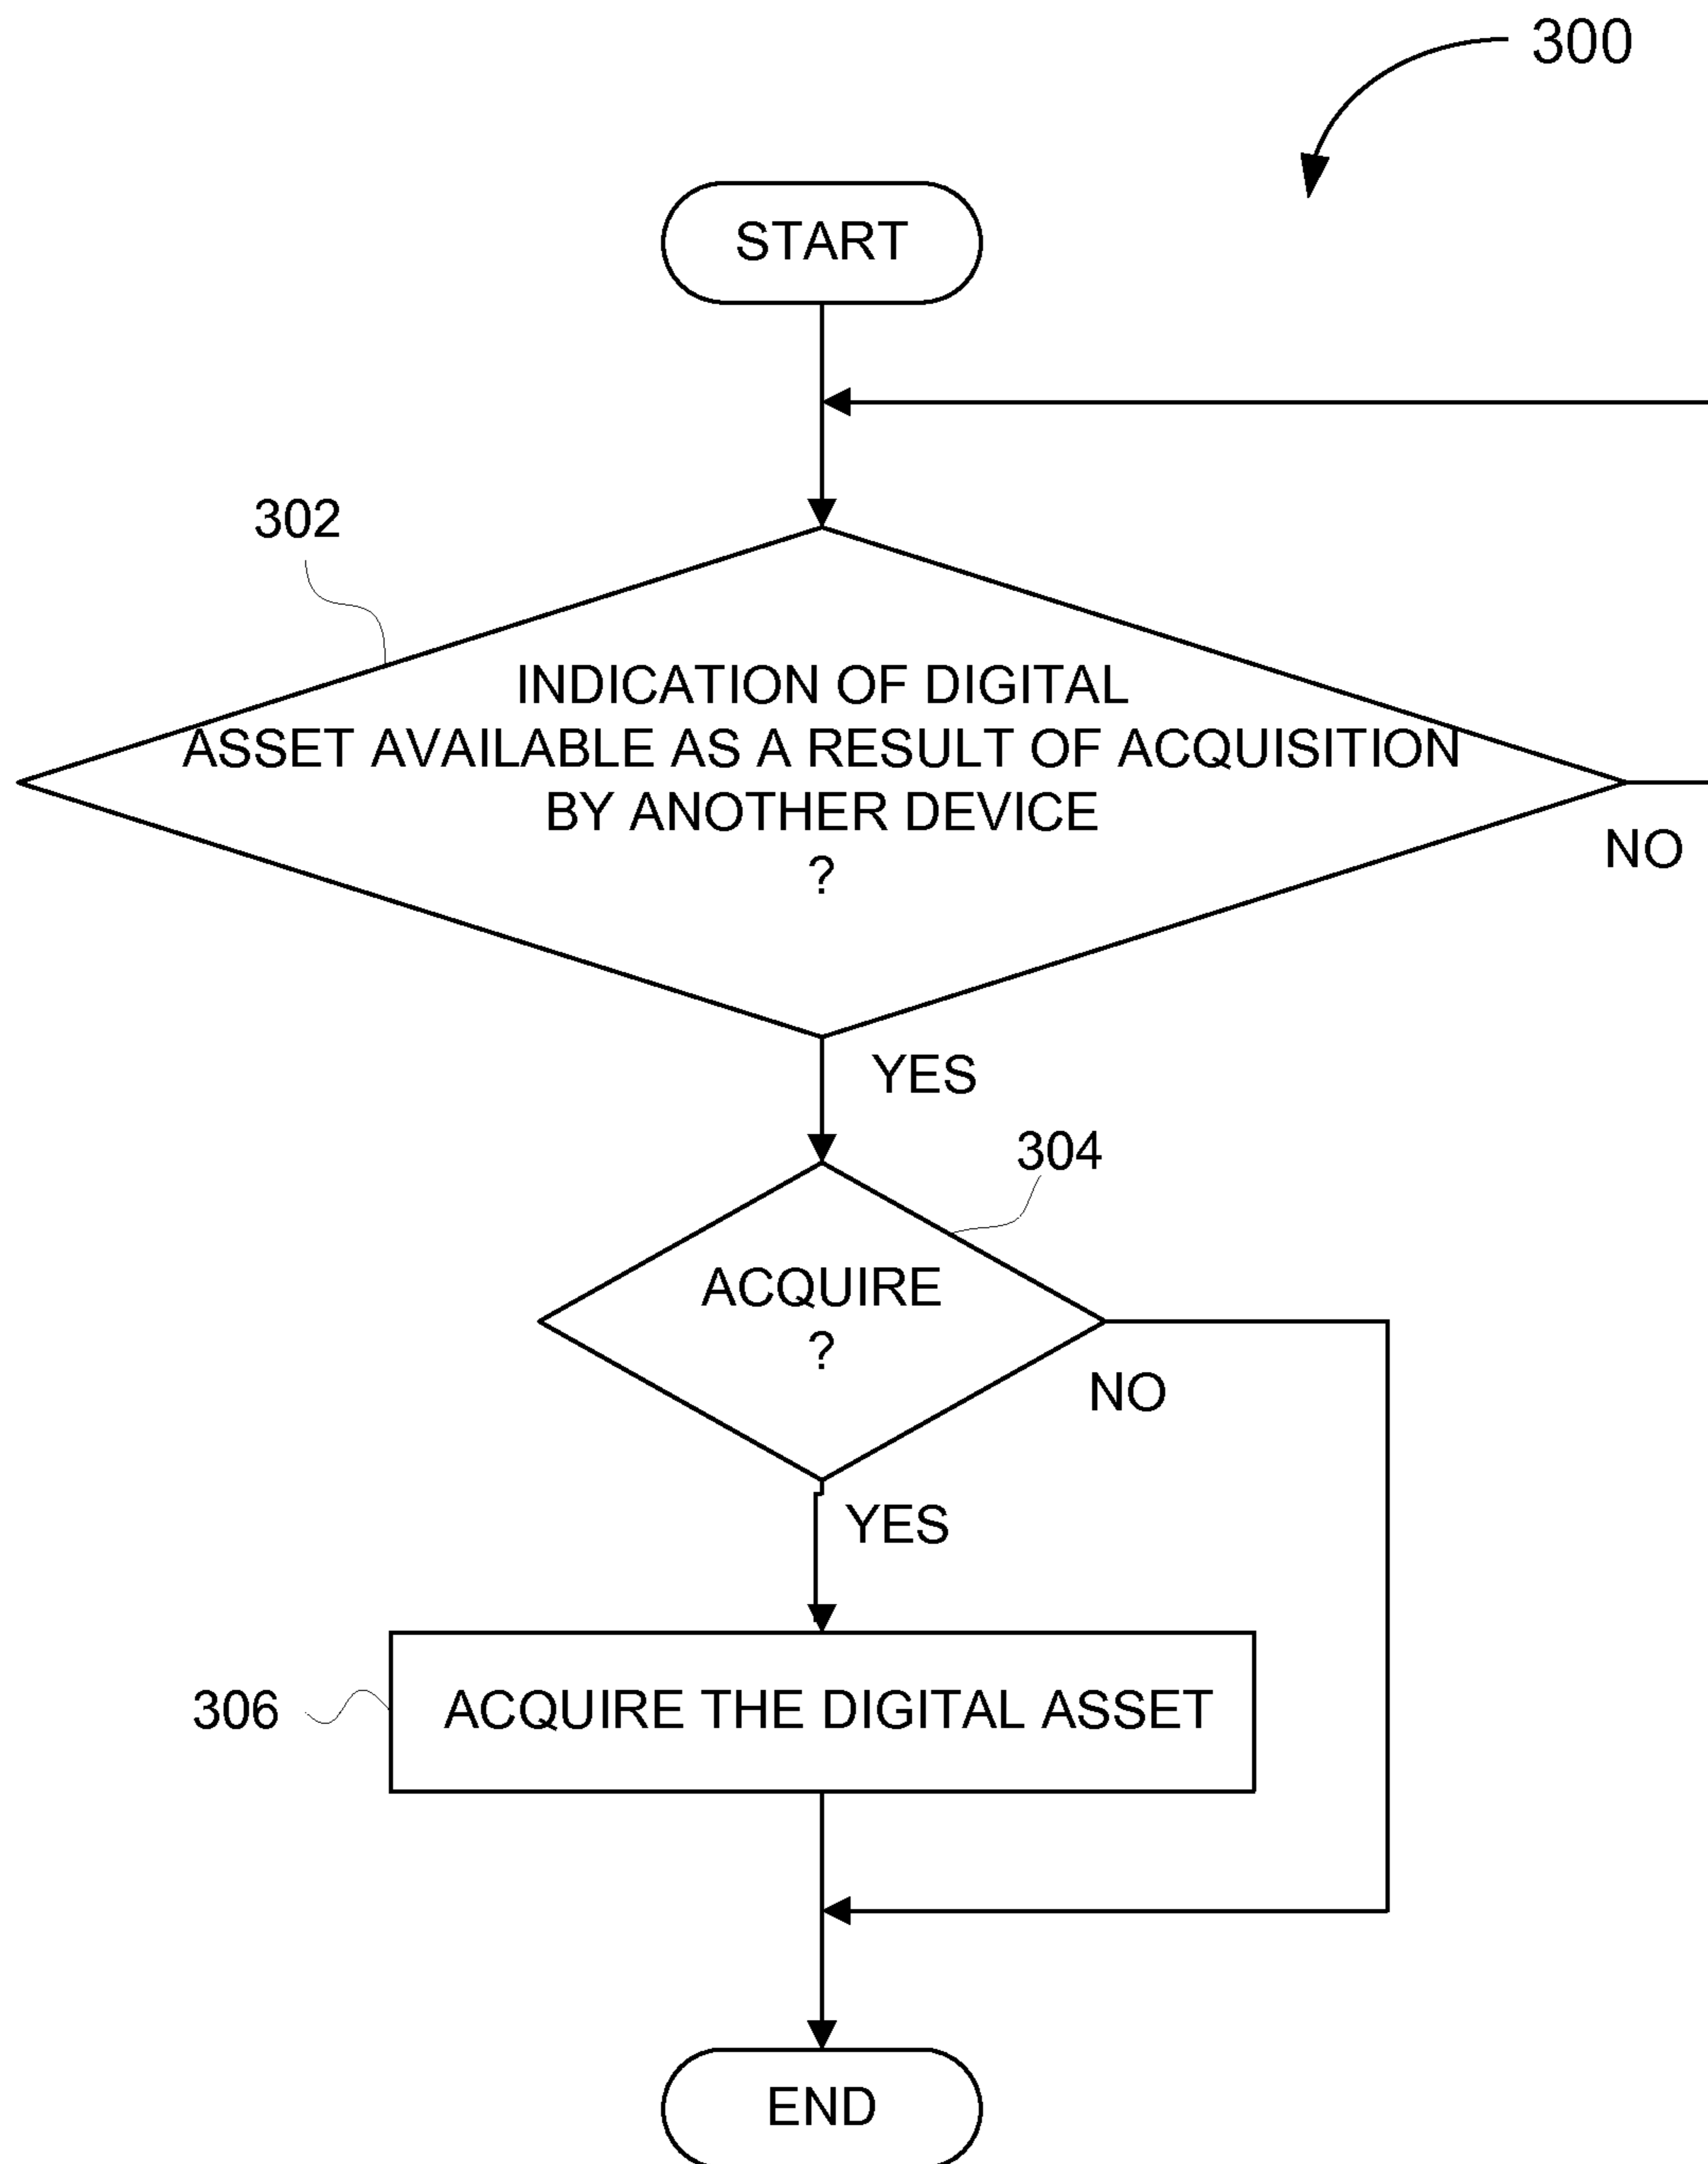 300
START
302
INDICATION OF DIGITAL
ASSET AVAILABLE AS A RESULT OF ACQUISITION
BY ANOTHER DEVICE
?
NO
YES
304
ACQUIRE
?
NO
YES
306
ACQUIRE THE DIGITAL ASSET
END